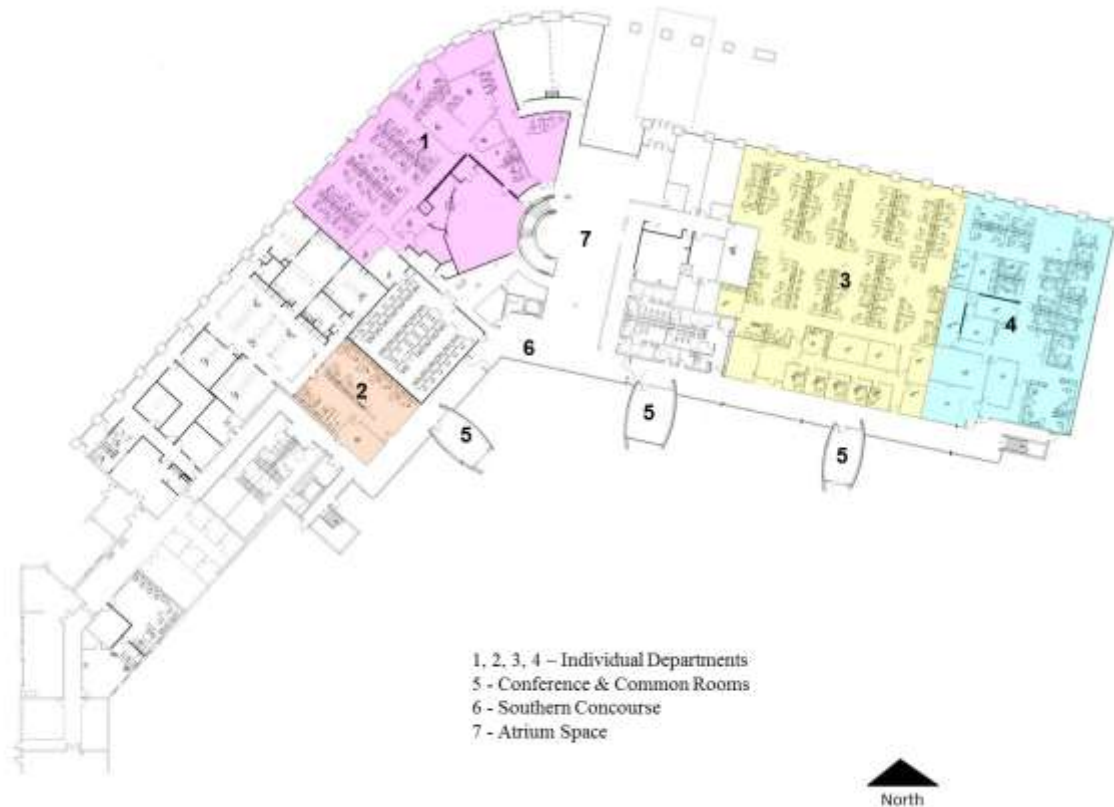 1
7
3
4
6
2
5
5
5
1, 2, 3, 4 – Individual Departments
5 - Conference & Common Rooms
6 - Southern Concourse
7 - Atrium Space
North